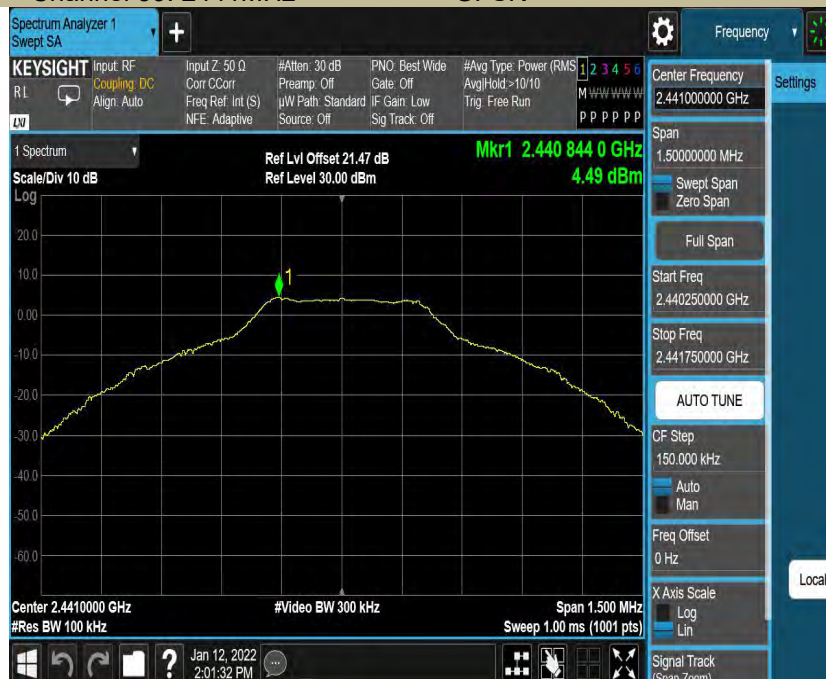 Spectrum Analyzer 1
Swept SA
Frequency
KEYSIGHT
RL
LXI
Input: RF
Coupling: DC
Align: Auto
Input Z: 50 Ω
Corr CCorr
Freq Ref: Int (S)
NFE: Adaptive
#Atten: 30 dB
Preamp: Off
µW Path: Standard
Source: Off
PNO: Best Wide
Gate: Off
IF Gain: Low
Sig Track: Off
#Avg Type: Power (RMS
Avg|Hold:>10/10
Trig: Free Run
1 2 3 4 5 6
M W W W W W
P P P P P P
Center Frequency
2.441000000 GHz
Settings
Span
1.50000000 MHz
Swept Span
Zero Span
Full Span
Start Freq
2.440250000 GHz
Stop Freq
2.441750000 GHz
AUTO TUNE
CF Step
150.000 kHz
Auto
Man
Freq Offset
0 Hz
Local
X Axis Scale
Log
Lin
Signal Track
(Span Zoom)
1 Spectrum
Scale/Div 10 dB
Log
Ref Lvl Offset 21.47 dB
Ref Level 30.00 dBm
Mkr1 2.440 844 0 GHz
4.49 dBm
20.0
10.0
1
0.00
-10.0
-20.0
-30.0
-40.0
-50.0
-60.0
Center 2.4410000 GHz
#Video BW 300 kHz
Span 1.500 MHz
#Res BW 100 kHz
Sweep 1.00 ms (1001 pts)
Jan 12, 2022
2:01:32 PM